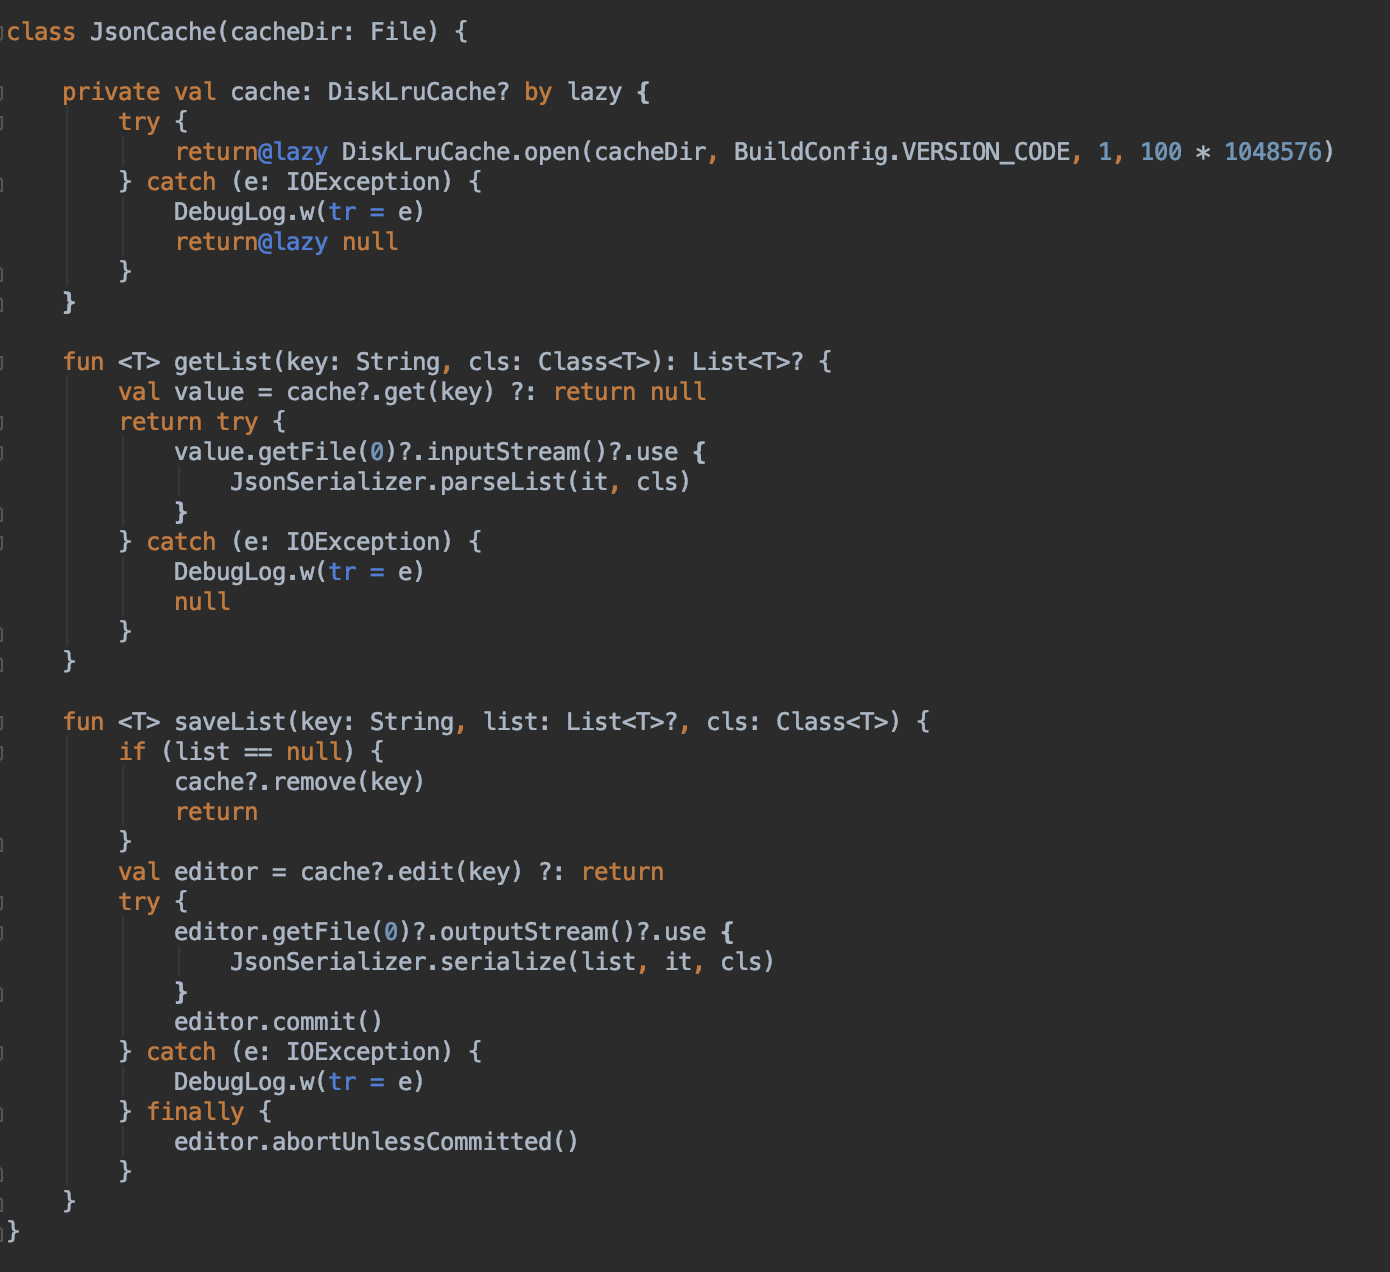 class JsonCache(cacheDir: File) {

    private val cache: DiskLruCache? by lazy {
        try {
            return@lazy DiskLruCache.open(cacheDir, BuildConfig.VERSION_CODE, 1, 100 * 1048576)
        } catch (e: IOException) {
            DebugLog.w(tr = e)
            return@lazy null
        }
    }

    fun <T> getList(key: String, cls: Class<T>): List<T>? {
        val value = cache?.get(key) ?: return null
        return try {
            value.getFile(0)?.inputStream()?.use {
                JsonSerializer.parseList(it, cls)
            }
        } catch (e: IOException) {
            DebugLog.w(tr = e)
            null
        }
    }

    fun <T> saveList(key: String, list: List<T>?, cls: Class<T>) {
        if (list == null) {
            cache?.remove(key)
            return
        }
        val editor = cache?.edit(key) ?: return
        try {
            editor.getFile(0)?.outputStream()?.use {
                JsonSerializer.serialize(list, it, cls)
            }
            editor.commit()
        } catch (e: IOException) {
            DebugLog.w(tr = e)
        } finally {
            editor.abortUnlessCommitted()
        }
    }
}